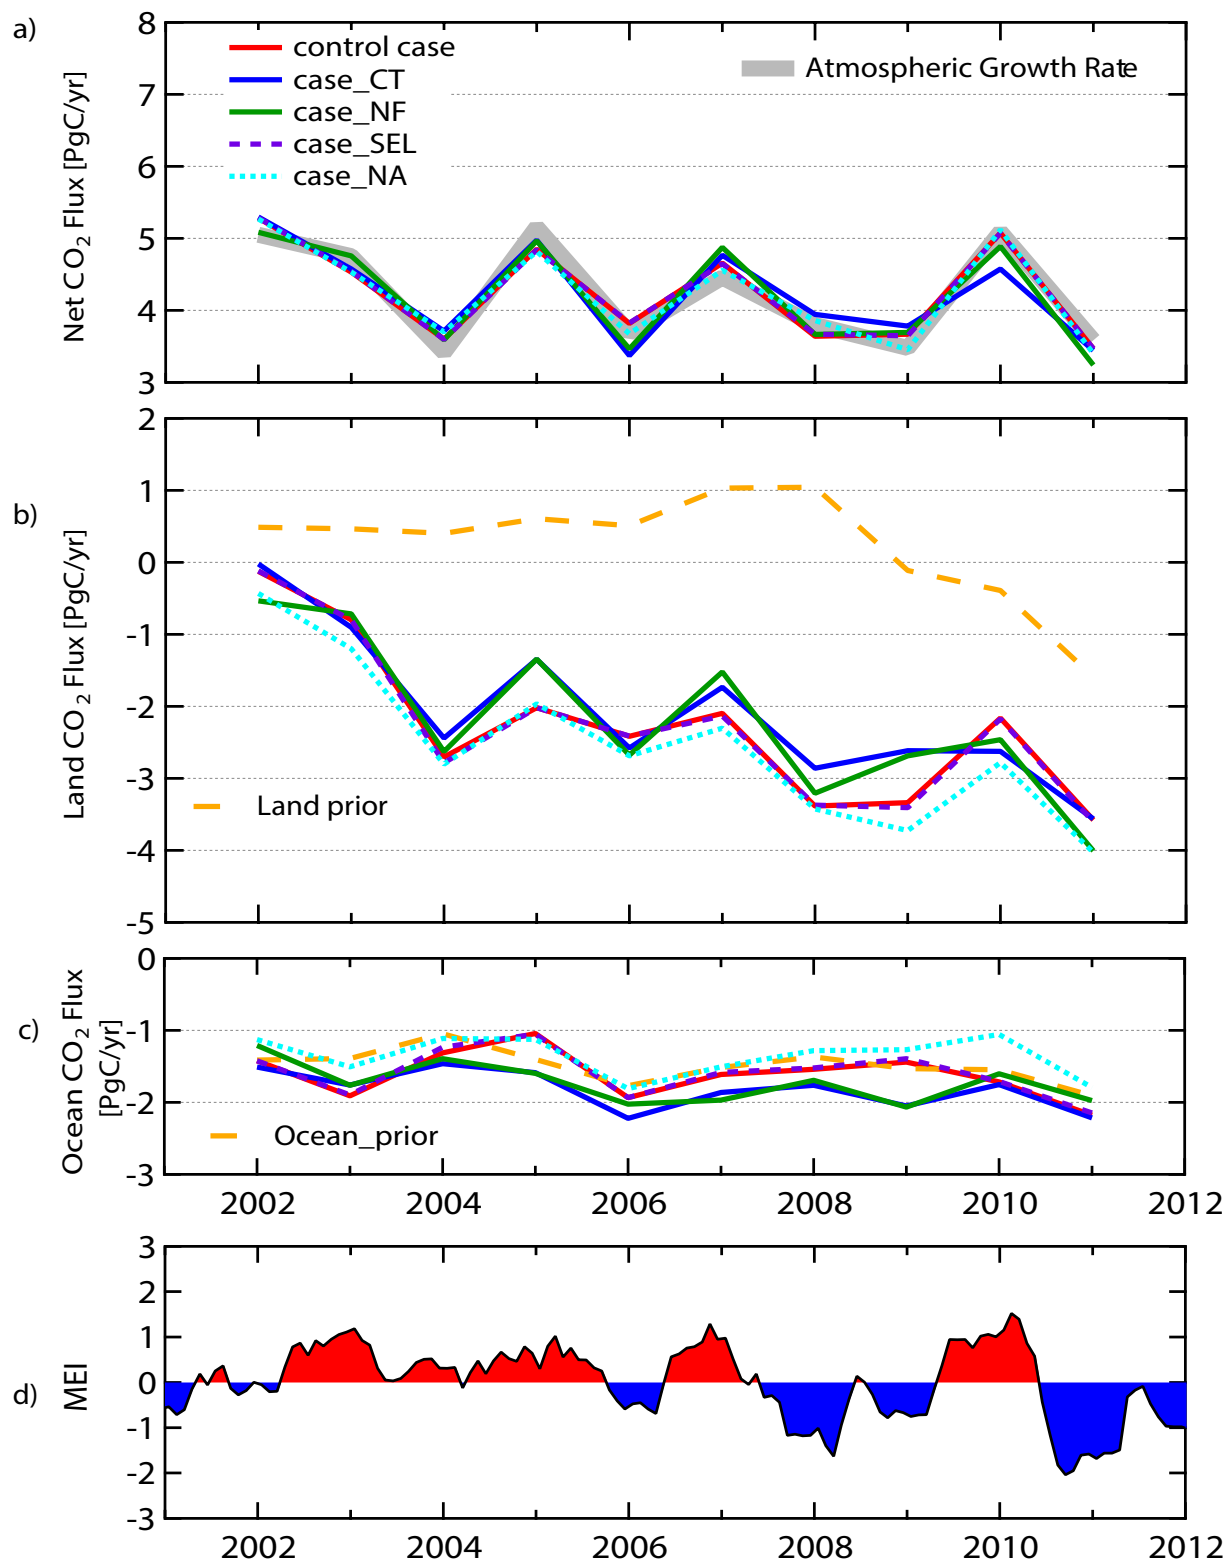 a)
Net CO2 Flux [PgC/yr]
8
7
6
5
4
3
control case
case_CT
case_NF
case_SEL
case_NA
Atmospheric Growth Rate
b)
Land CO2 Flux [PgC/yr]
2
1
0
-1
-2
-3
-4
-5
Land prior
c)
Ocean CO2 Flux
[PgC/yr]
0
-1
-2
-3
Ocean_prior
2002 2004 2006 2008 2010 2012
d)
MEI
3
2
1
0
-1
-2
-3
2002 2004 2006 2008 2010 2012